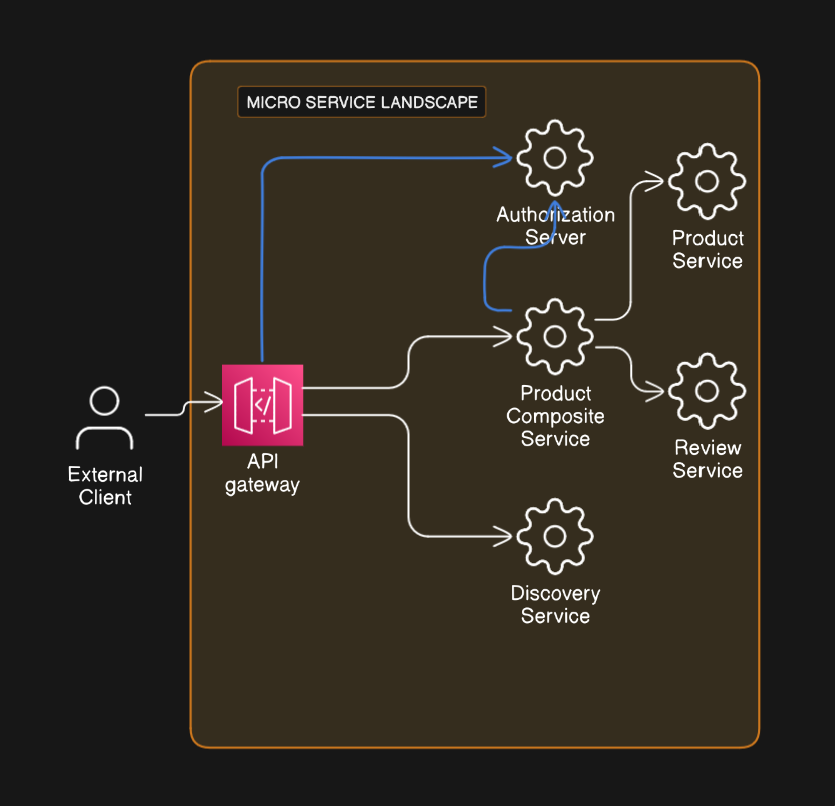 MICRO SERVICE LANDSCAPE
Authorization
Server
Product
Service
Product
Composite
Service
Review
Service
External
Client
API
gateway
Discovery
Service